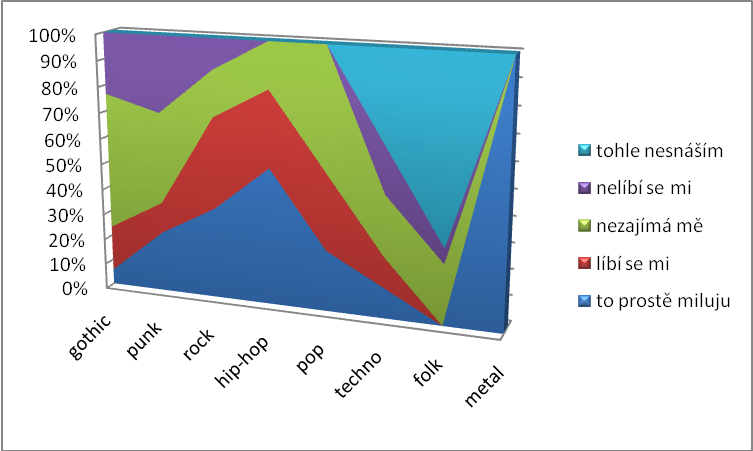 100%
90%
80%
70%
60%
50%
40%
30%
20%
10%
0%
gothic
punk
rock
hip-hop
pop
techno
folk
metal
tohle nesnáším
nelíbí se mi
nezajímá mě
líbí se mi
to prostě miluju